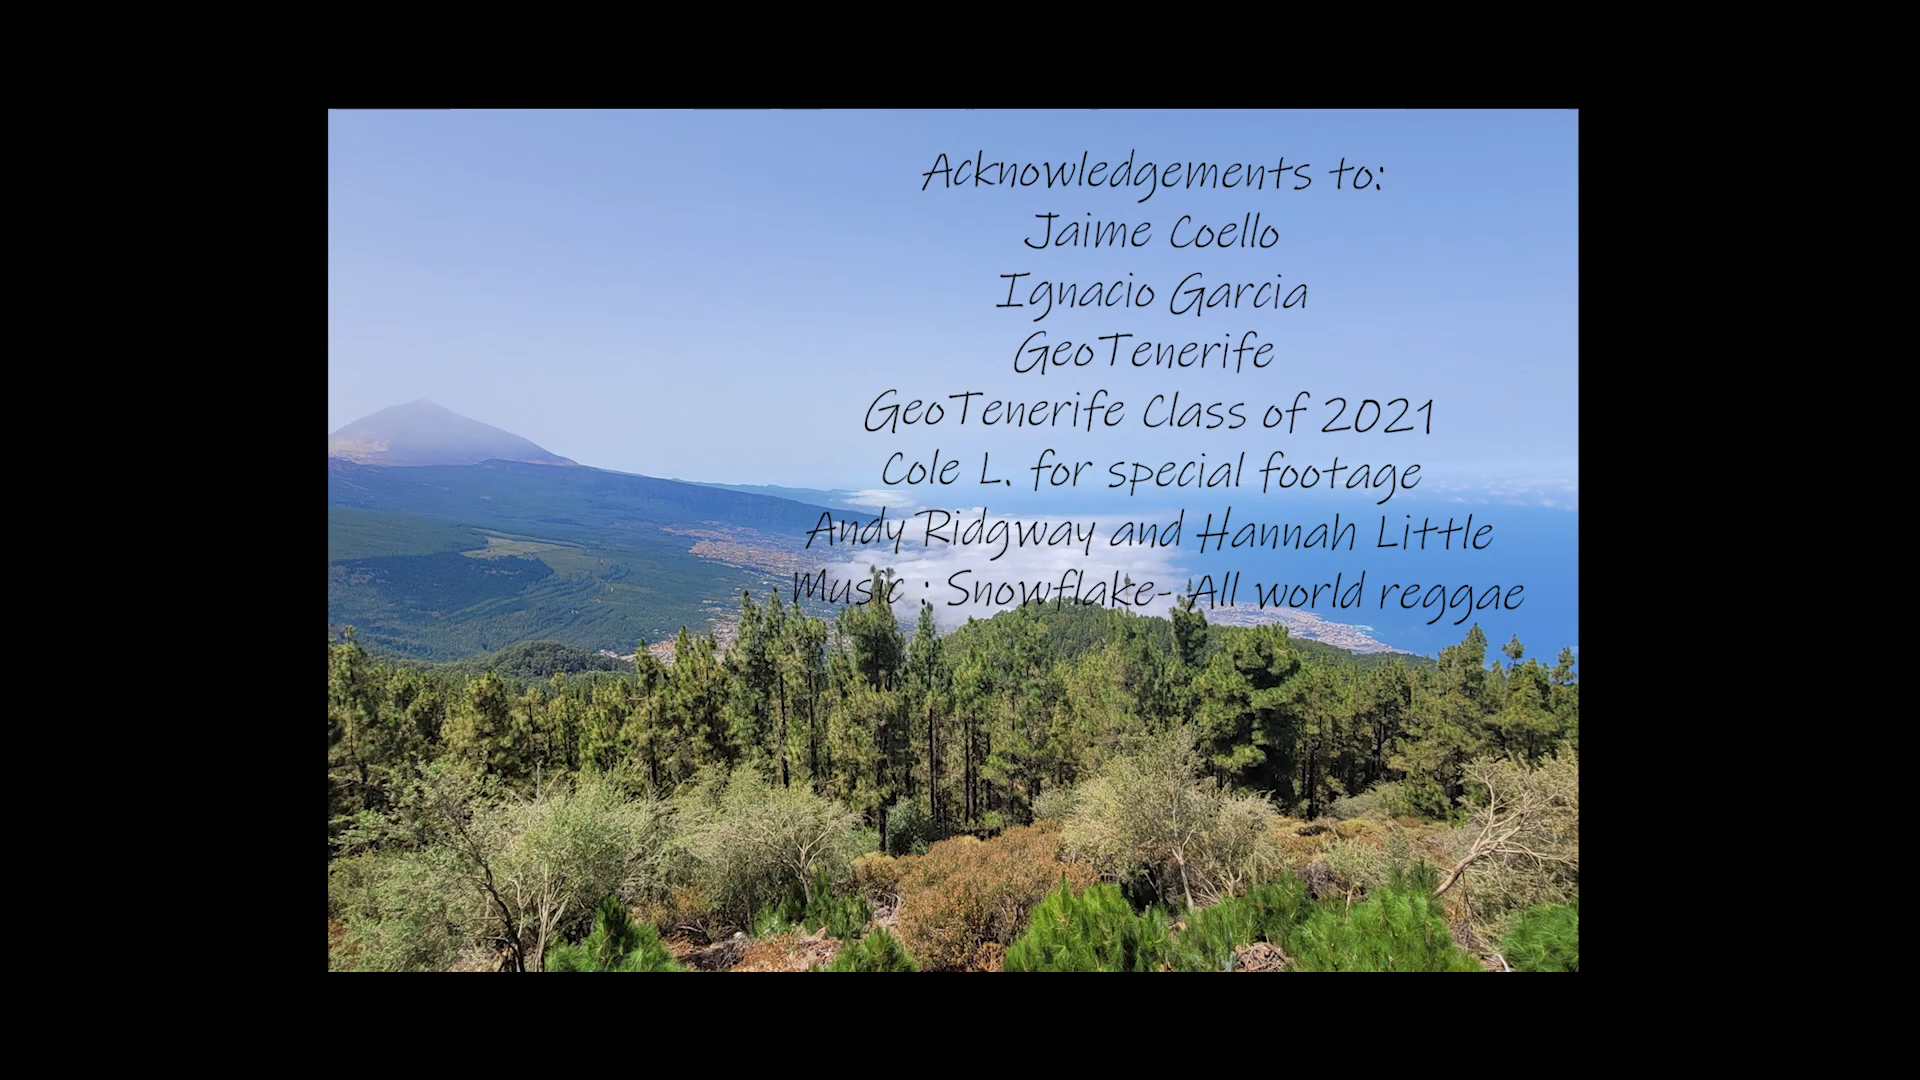 Acknowledgements to:
Jaime Coello
Ignacio Garcia
GeoTenerife
GeoTenerife Class of 2021
Cole L. for special footage
Andy Ridgway and Hannah Little
Music : Snowflake- All world reggae